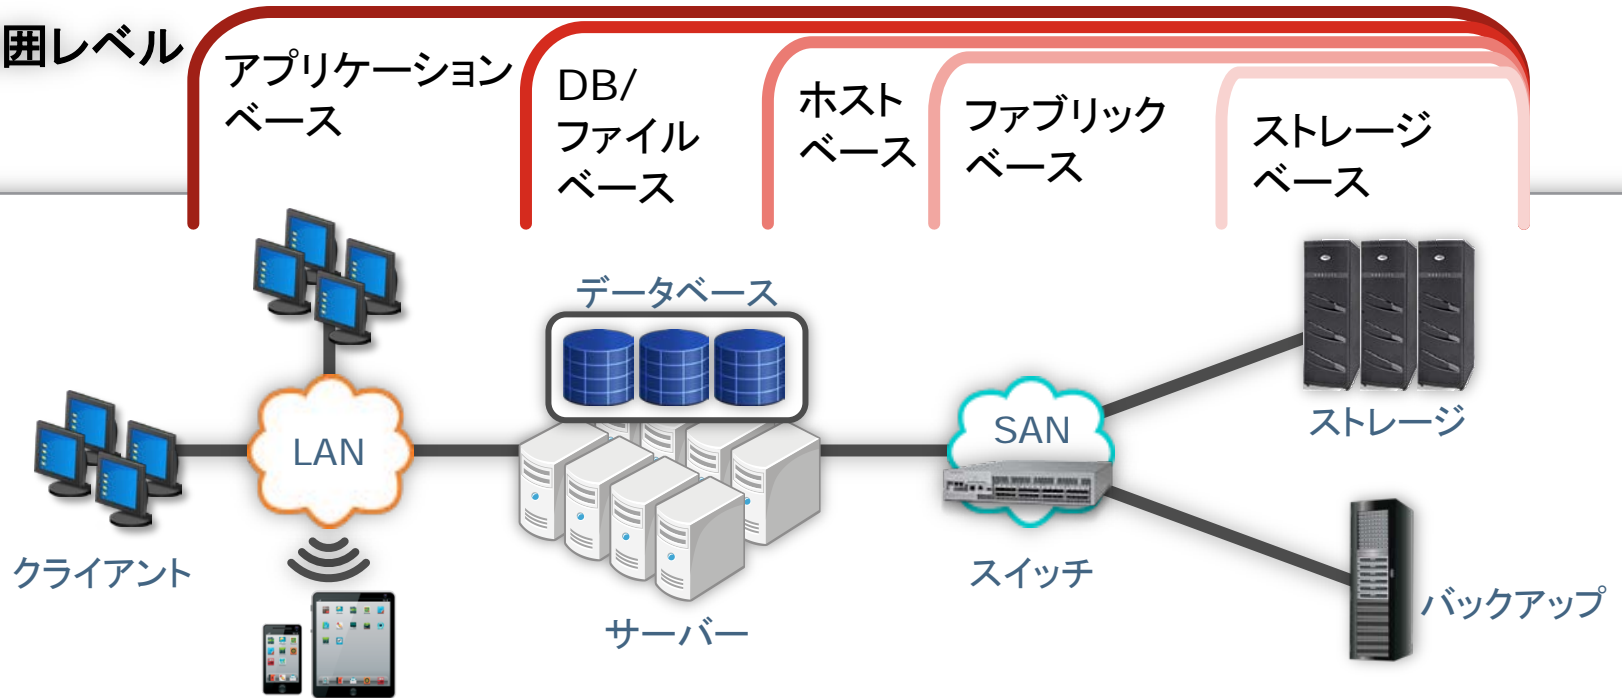 囲レベル
アプリケーション
ベース
DB/
ファイル
ベース
ホスト
ベース
ファブリック
ベース
ストレージ
ベース
データベース
LAN
SAN
ストレージ
クライアント
サーバー
スイッチ
バックアップ